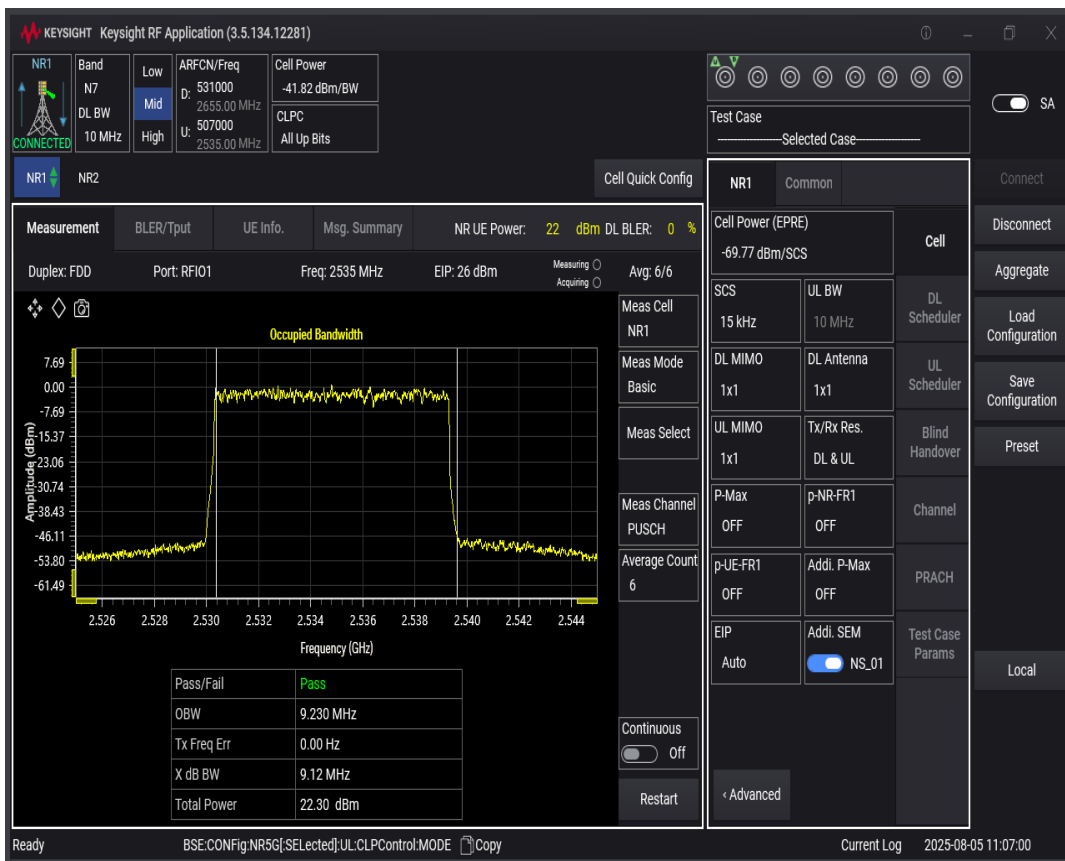 KEYSIGHT Keysight RF Application (3.5.134.12281)
NR1
CONNECTED
Band
N7
DL BW
10 MHz
Low
Mid
High
ARFCN/Freq
D: 531000
2655.00 MHz
U: 507000
2535.00 MHz
Cell Power
-41.82 dBm/BW
CLPC
All Up Bits
Test Case
----------------Selected Case----------------
SA
NR1
NR2
Cell Quick Config
Measurement
BLER/Tput
UE Info.
Msg. Summary
NR UE Power: 22 dBm DL BLER: 0 %
Duplex: FDD
Port: RFIO1
Freq: 2535 MHz
EIP: 26 dBm
Measuring
Acquiring
Avg: 6/6
Occupied Bandwidth
Amplitude (dBm)
7.69
0.00
-7.69
-15.37
-23.06
-30.74
-38.43
-46.11
-53.80
-61.49
2.526 2.528 2.530 2.532 2.534 2.536 2.538 2.540 2.542 2.544
Frequency (GHz)
Pass/Fail Pass
OBW 9.230 MHz
Tx Freq Err 0.00 Hz
X dB BW 9.12 MHz
Total Power 22.30 dBm
Meas Cell
NR1
Meas Mode
Basic
Meas Select
Meas Channel
PUSCH
Average Count
6
Continuous
Off
Restart
NR1
Common
Cell Power (EPRE)
-69.77 dBm/SCS
SCS
15 kHz
UL BW
10 MHz
DL MIMO
1x1
DL Antenna
1x1
UL MIMO
1x1
Tx/Rx Res.
DL & UL
P-Max
OFF
p-NR-FR1
OFF
p-UE-FR1
OFF
Addi. P-Max
OFF
EIP
Auto
Addi. SEM
NS_01
‹ Advanced
Cell
DL
Scheduler
UL
Scheduler
Blind
Handover
Channel
PRACH
Test Case
Params
Connect
Disconnect
Aggregate
Load
Configuration
Save
Configuration
Preset
Local
Ready
BSE:CONFig:NR5G[:SELected]:UL:CLPControl:MODE
Copy
Current Log
2025-08-05 11:07:00